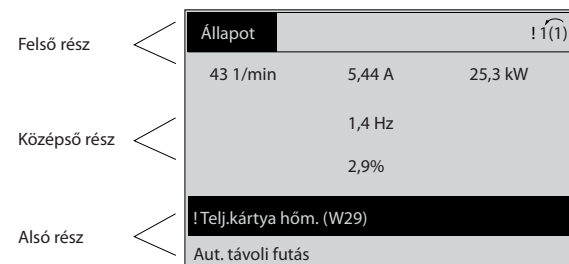 Felső rész
Állapot
! 1(1)
43 1/min 5,44 A 25,3 kW
Középső rész
1,4 Hz
2,9%
! Telj.kártya hőm. (W29)
Alsó rész
Aut. távoli futás